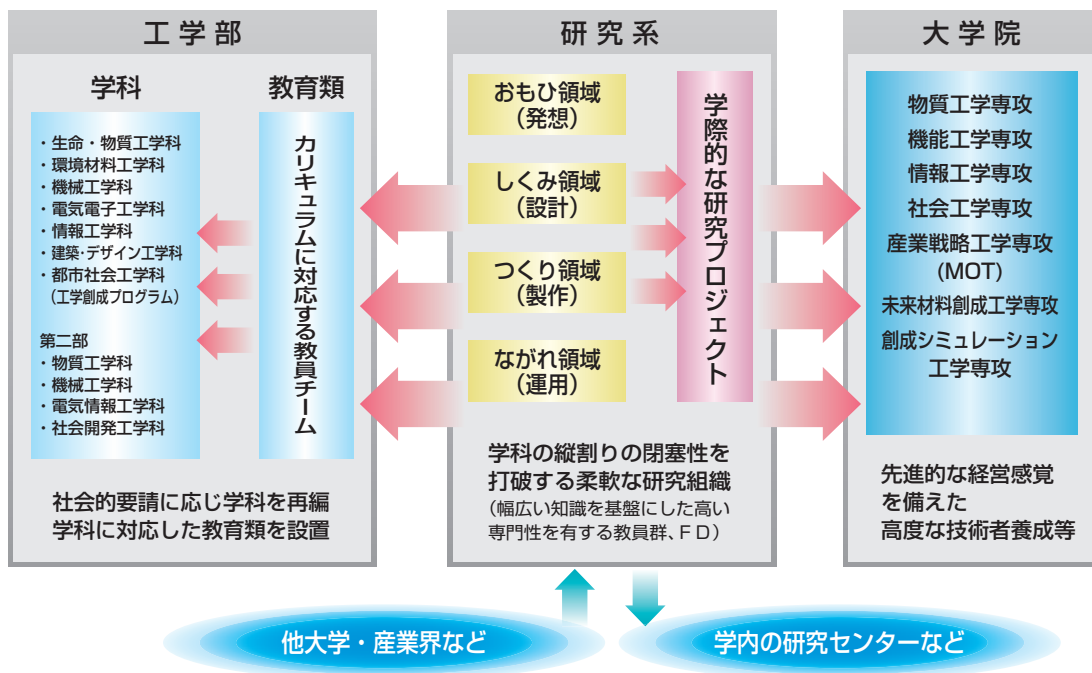 工学部
学科
・生命・物質工学科
・環境材料工学科
・機械工学科
・電気電子工学科
・情報工学科
・建築・デザイン工学科
・都市社会工学科
（工学創成プログラム）
第二部
・物質工学科
・機械工学科
・電気情報工学科
・社会開発工学科
教育類
カリキュラムに対応する教員チーム
社会的要請に応じ学科を再編
学科に対応した教育類を設置
研究系
おもひ領域
（発想）
しくみ領域
（設計）
つくり領域
（製作）
ながれ領域
（運用）
学際的な研究プロジェクト
学科の縦割りの閉塞性を
打破する柔軟な研究組織
（幅広い知識を基盤にした高い
専門性を有する教員群、ＦＤ）
大学院
物質工学専攻
機能工学専攻
情報工学専攻
社会工学専攻
産業戦略工学専攻
(MOT)
未来材料創成工学専攻
創成シミュレーション
工学専攻
先進的な経営感覚
を備えた
高度な技術者養成等
他大学・産業界など
学内の研究センターなど